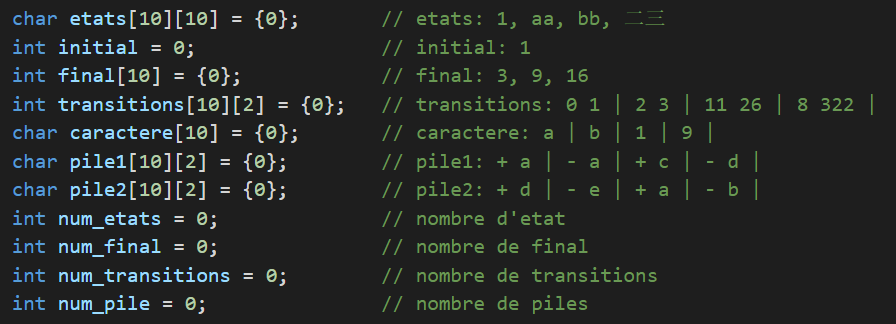 char etats[10][10] = {0};      // etats: 1, aa, bb, 二三
int initial = 0;               // initial: 1
int final[10] = {0};           // final: 3, 9, 16
int transitions[10][2] = {0};  // transitions: 0 1 | 2 3 | 11 26 | 8 322 |
char caractere[10] = {0};      // caractere: a | b | 1 | 9 |
char pile1[10][2] = {0};       // pile1: + a | - a | + c | - d |
char pile2[10][2] = {0};       // pile2: + d | - e | + a | - b |
int num_etats = 0;             // nombre d'etat
int num_final = 0;             // nombre de final
int num_transitions = 0;       // nombre de transitions
int num_pile = 0;              // nombre de piles